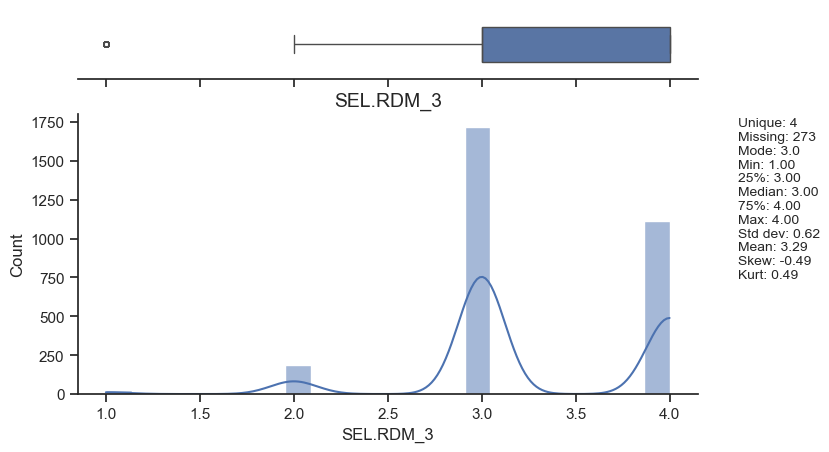 SEL.RDM_3
1750
1500
1250
1000
750
500
250
0
Count
1.0 1.5 2.0 2.5 3.0 3.5 4.0
SEL.RDM_3
Unique: 4
Missing: 273
Mode: 3.0
Min: 1.00
25%: 3.00
Median: 3.00
75%: 4.00
Max: 4.00
Std dev: 0.62
Mean: 3.29
Skew: -0.49
Kurt: 0.49